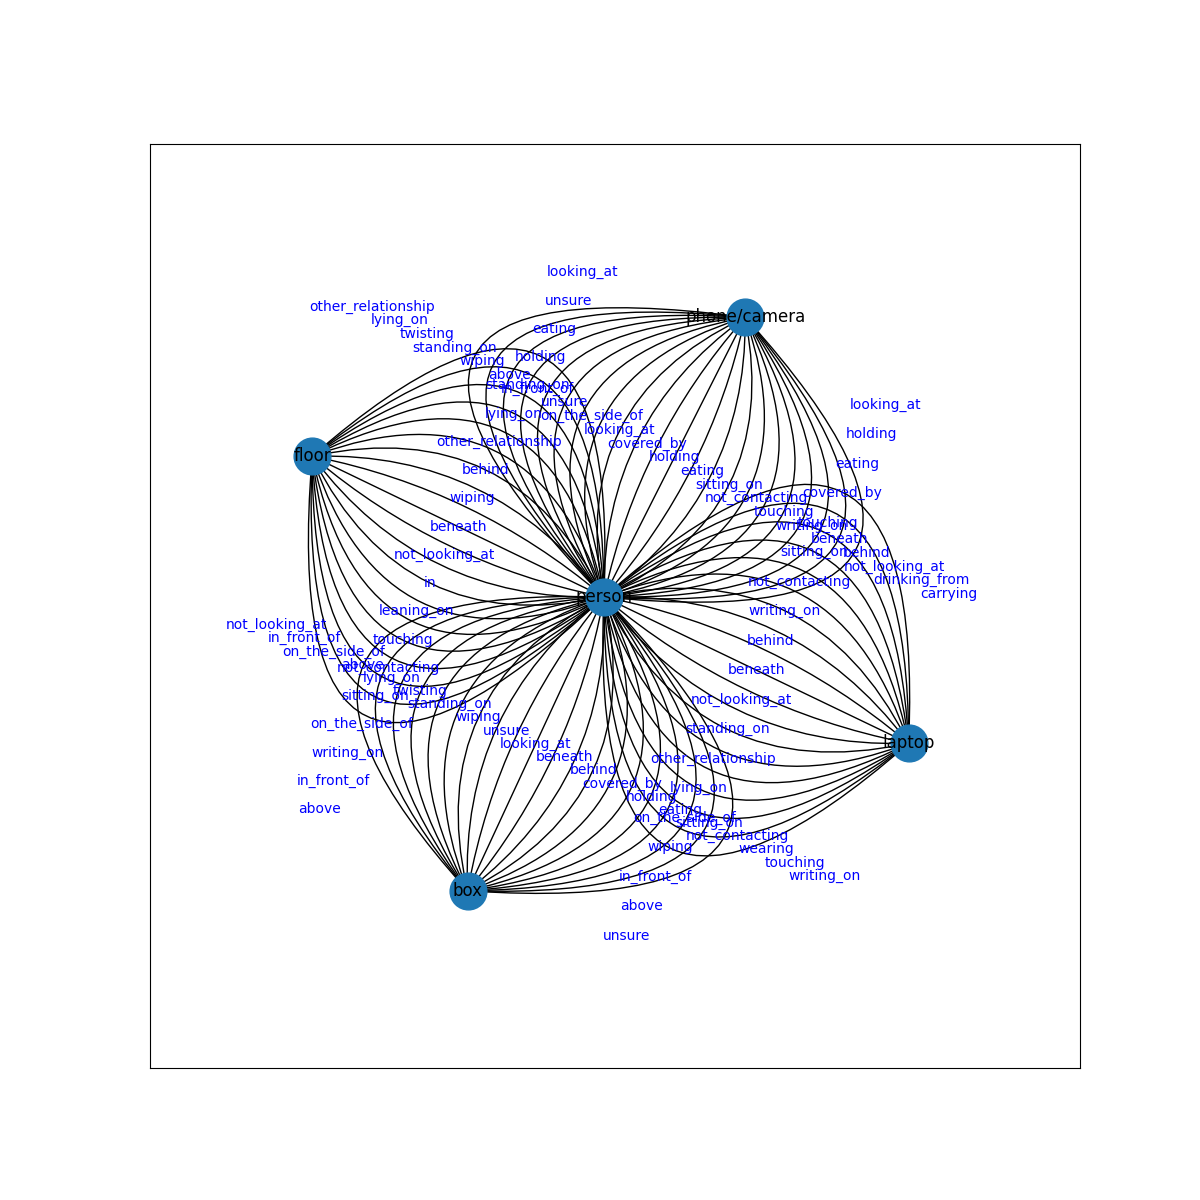 looking_at
unsure
other_relationship
phone/camera
lying_on
eating
twisting
standing_on
holding
wiping
above
standing_on
in_front_of
unsure
looking_at
lying_on
on_the_side_of
looking_at
holding
other_relationship
covered_by
floor
holding
eating
behind
eating
sitting_on
covered_by
wiping
not_contacting
touching
beneath
writing_on
touching
beneath
not_looking_at
sitting_on
behind
not_looking_at
in
not_contacting
drinking_from
person
carrying
leaning_on
writing_on
not_looking_at
in_front_of
touching
behind
on_the_side_of
above
not_contacting
beneath
lying_on
twisting
sitting_on
not_looking_at
standing_on
wiping
on_the_side_of
unsure
standing_on
looking_at
laptop
writing_on
beneath
other_relationship
behind
in_front_of
covered_by
lying_on
holding
above
eating
on_the_side_of
sitting_on
not_contacting
wiping
wearing
touching
in_front_of
writing_on
box
above
unsure